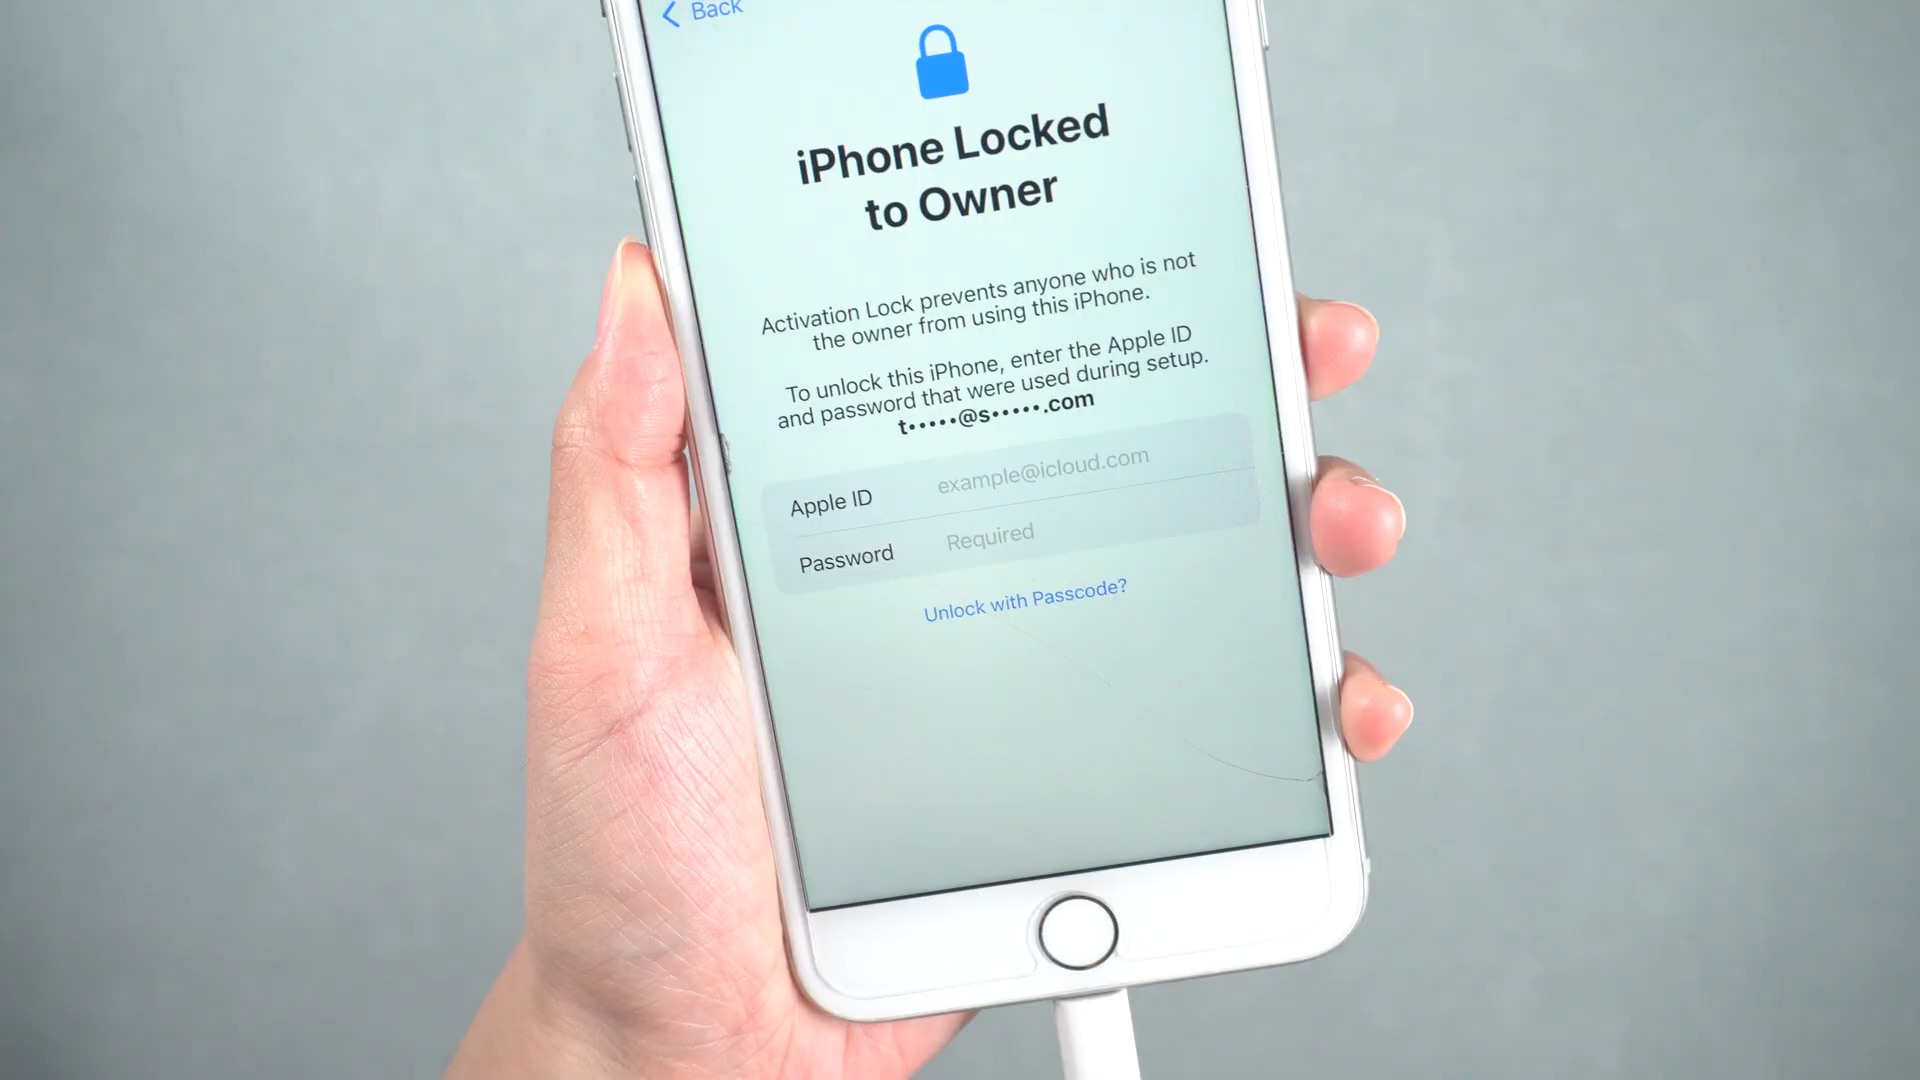 Back
iPhone Locked
to Owner
Activation Lock prevents anyone who is not
the owner from using this iPhone.
To unlock this iPhone, enter the Apple ID
and password that were used during setup.
t•••••@s•••••.com
Apple ID example@icloud.com
Password Required
Unlock with Passcode?